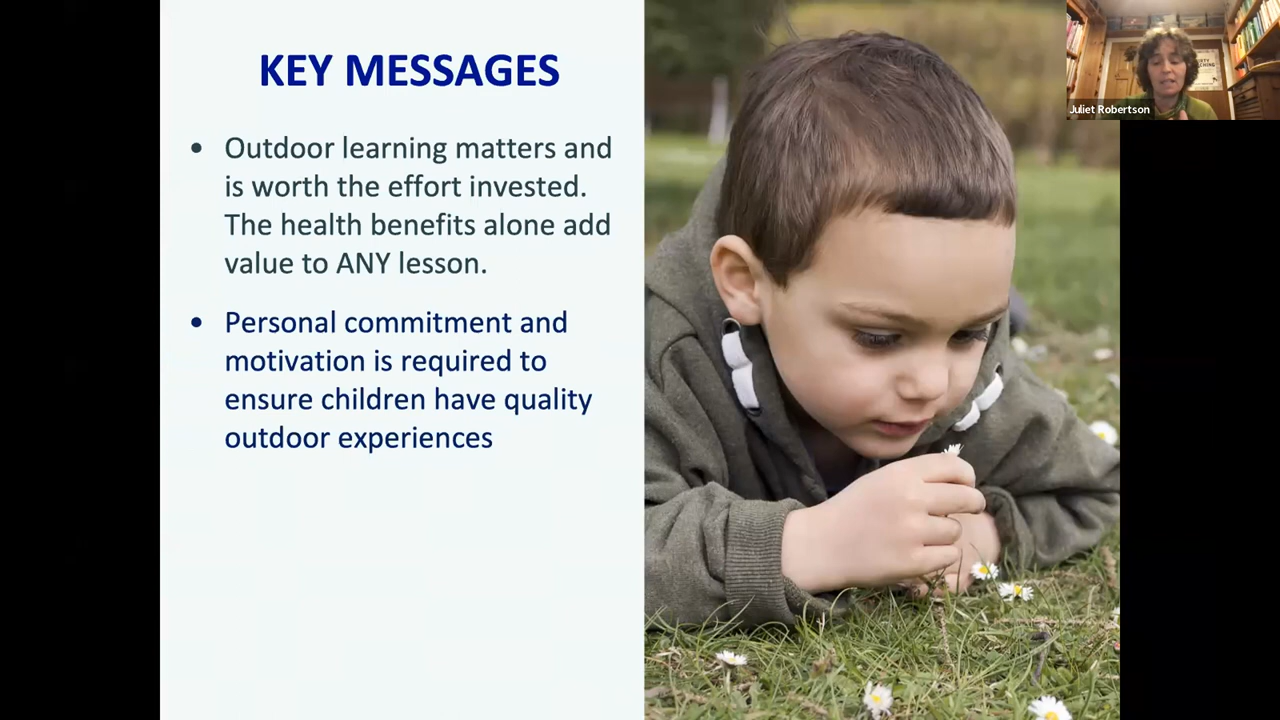 KEY MESSAGES
• Outdoor learning matters and
is worth the effort invested.
The health benefits alone add
value to ANY lesson.
• Personal commitment and
motivation is required to
ensure children have quality
outdoor experiences
Juliet Robertson